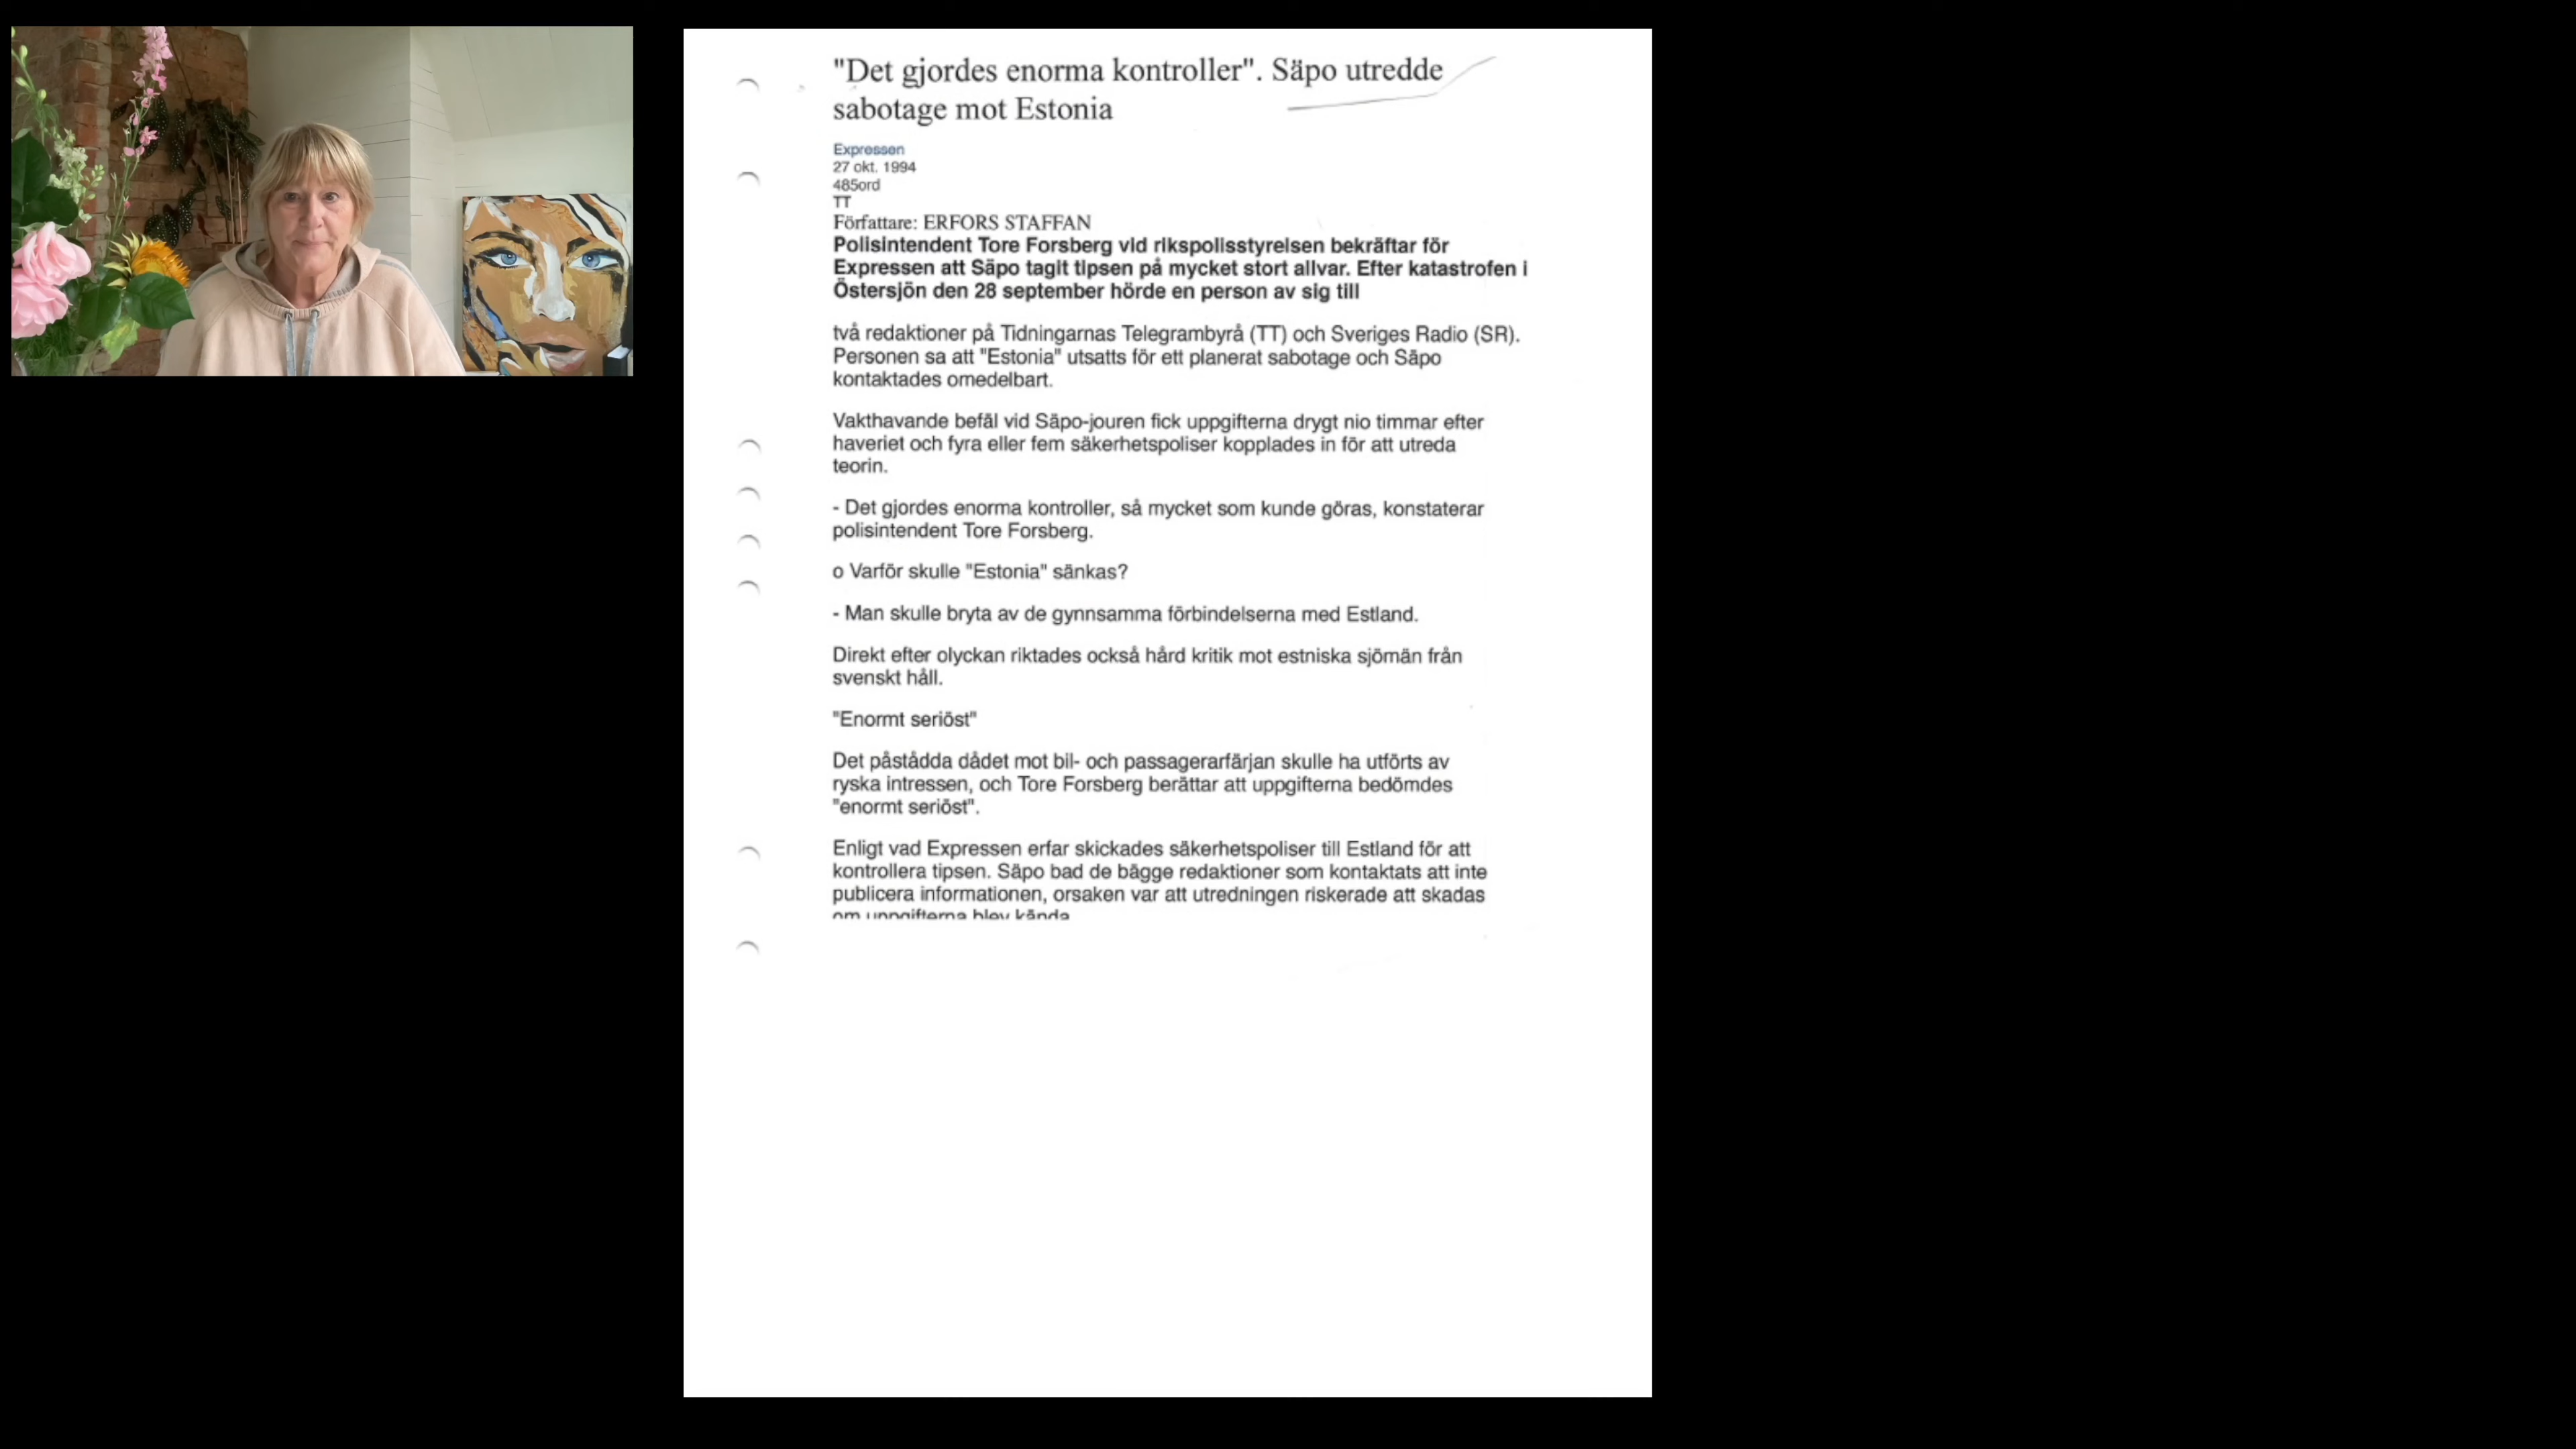 "Det gjordes enorma kontroller". Säpo utredde
sabotage mot Estonia
Expressen
27 okt. 1994
485ord
TT
Författare: ERFORS STAFFAN
Polisintendent Tore Forsberg vid rikspolisstyrelsen bekräftar för
Expressen att Säpo tagit tipsen på mycket stort allvar. Efter katastrofen i
Östersjön den 28 september hörde en person av sig till
två redaktioner på Tidningarnas Telegrambyrå (TT) och Sveriges Radio (SR).
Personen sa att "Estonia" utsatts för ett planerat sabotage och Säpo
kontaktades omedelbart.
Vakthavande befäl vid Säpo-jouren fick uppgifterna drygt nio timmar efter
haveriet och fyra eller fem säkerhetspoliser kopplades in för att utreda
teorin.
- Det gjordes enorma kontroller, så mycket som kunde göras, konstaterar
polisintendent Tore Forsberg.
o Varför skulle "Estonia" sänkas?
- Man skulle bryta av de gynnsamma förbindelserna med Estland.
Direkt efter olyckan riktades också hård kritik mot estniska sjömän från
svenskt håll.
"Enormt seriöst"
Det påstådda dådet mot bil- och passagerarfärjan skulle ha utförts av
ryska intressen, och Tore Forsberg berättar att uppgifterna bedömdes
"enormt seriöst".
Enligt vad Expressen erfar skickades säkerhetspoliser till Estland för att
kontrollera tipsen. Säpo bad de bägge redaktioner som kontaktats att inte
publicera informationen, orsaken var att utredningen riskerade att skadas
om uppgifterna blev kända